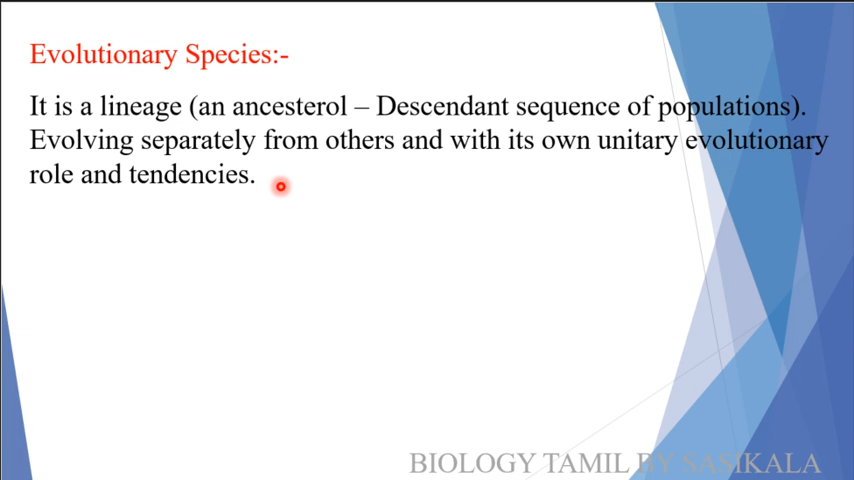 Evolutionary Species:-
It is a lineage (an ancesterol – Descendant sequence of populations).
Evolving separately from others and with its own unitary evolutionary
role and tendencies.
BIOLOGY TAMIL BY SASIKALA